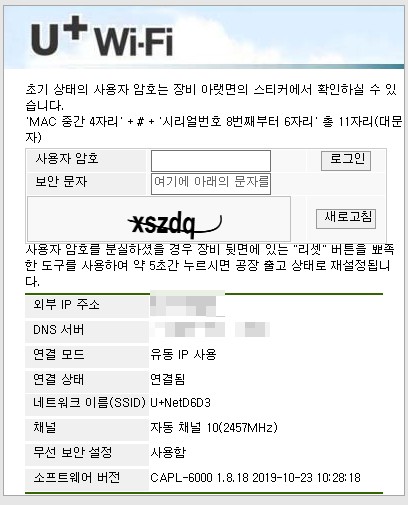 U+ Wi-Fi
초기 상태의 사용자 암호는 장비 아랫면의 스티커에서 확인하실 수 있
습니다.
'MAC 중간 4자리' + # + '시리얼번호 8번째부터 6자리' 총 11자리(대문
자)
사용자 암호 로그인
보안 문자 여기에 아래의 문자를
xszdq 새로고침
사용자 암호를 분실하셨을 경우 장비 뒷면에 있는 "리셋" 버튼을 뾰족
한 도구를 사용하여 약 5초간 누르시면 공장 출고 상태로 재설정됩니
다.
외부 IP 주소
DNS 서버
연결 모드 유동 IP 사용
연결 상태 연결됨
네트워크 이름(SSID) U+NetD6D3
채널 자동 채널 10(2457MHz)
무선 보안 설정 사용함
소프트웨어 버전 CAPL-6000 1.8.18 2019-10-23 10:28:18